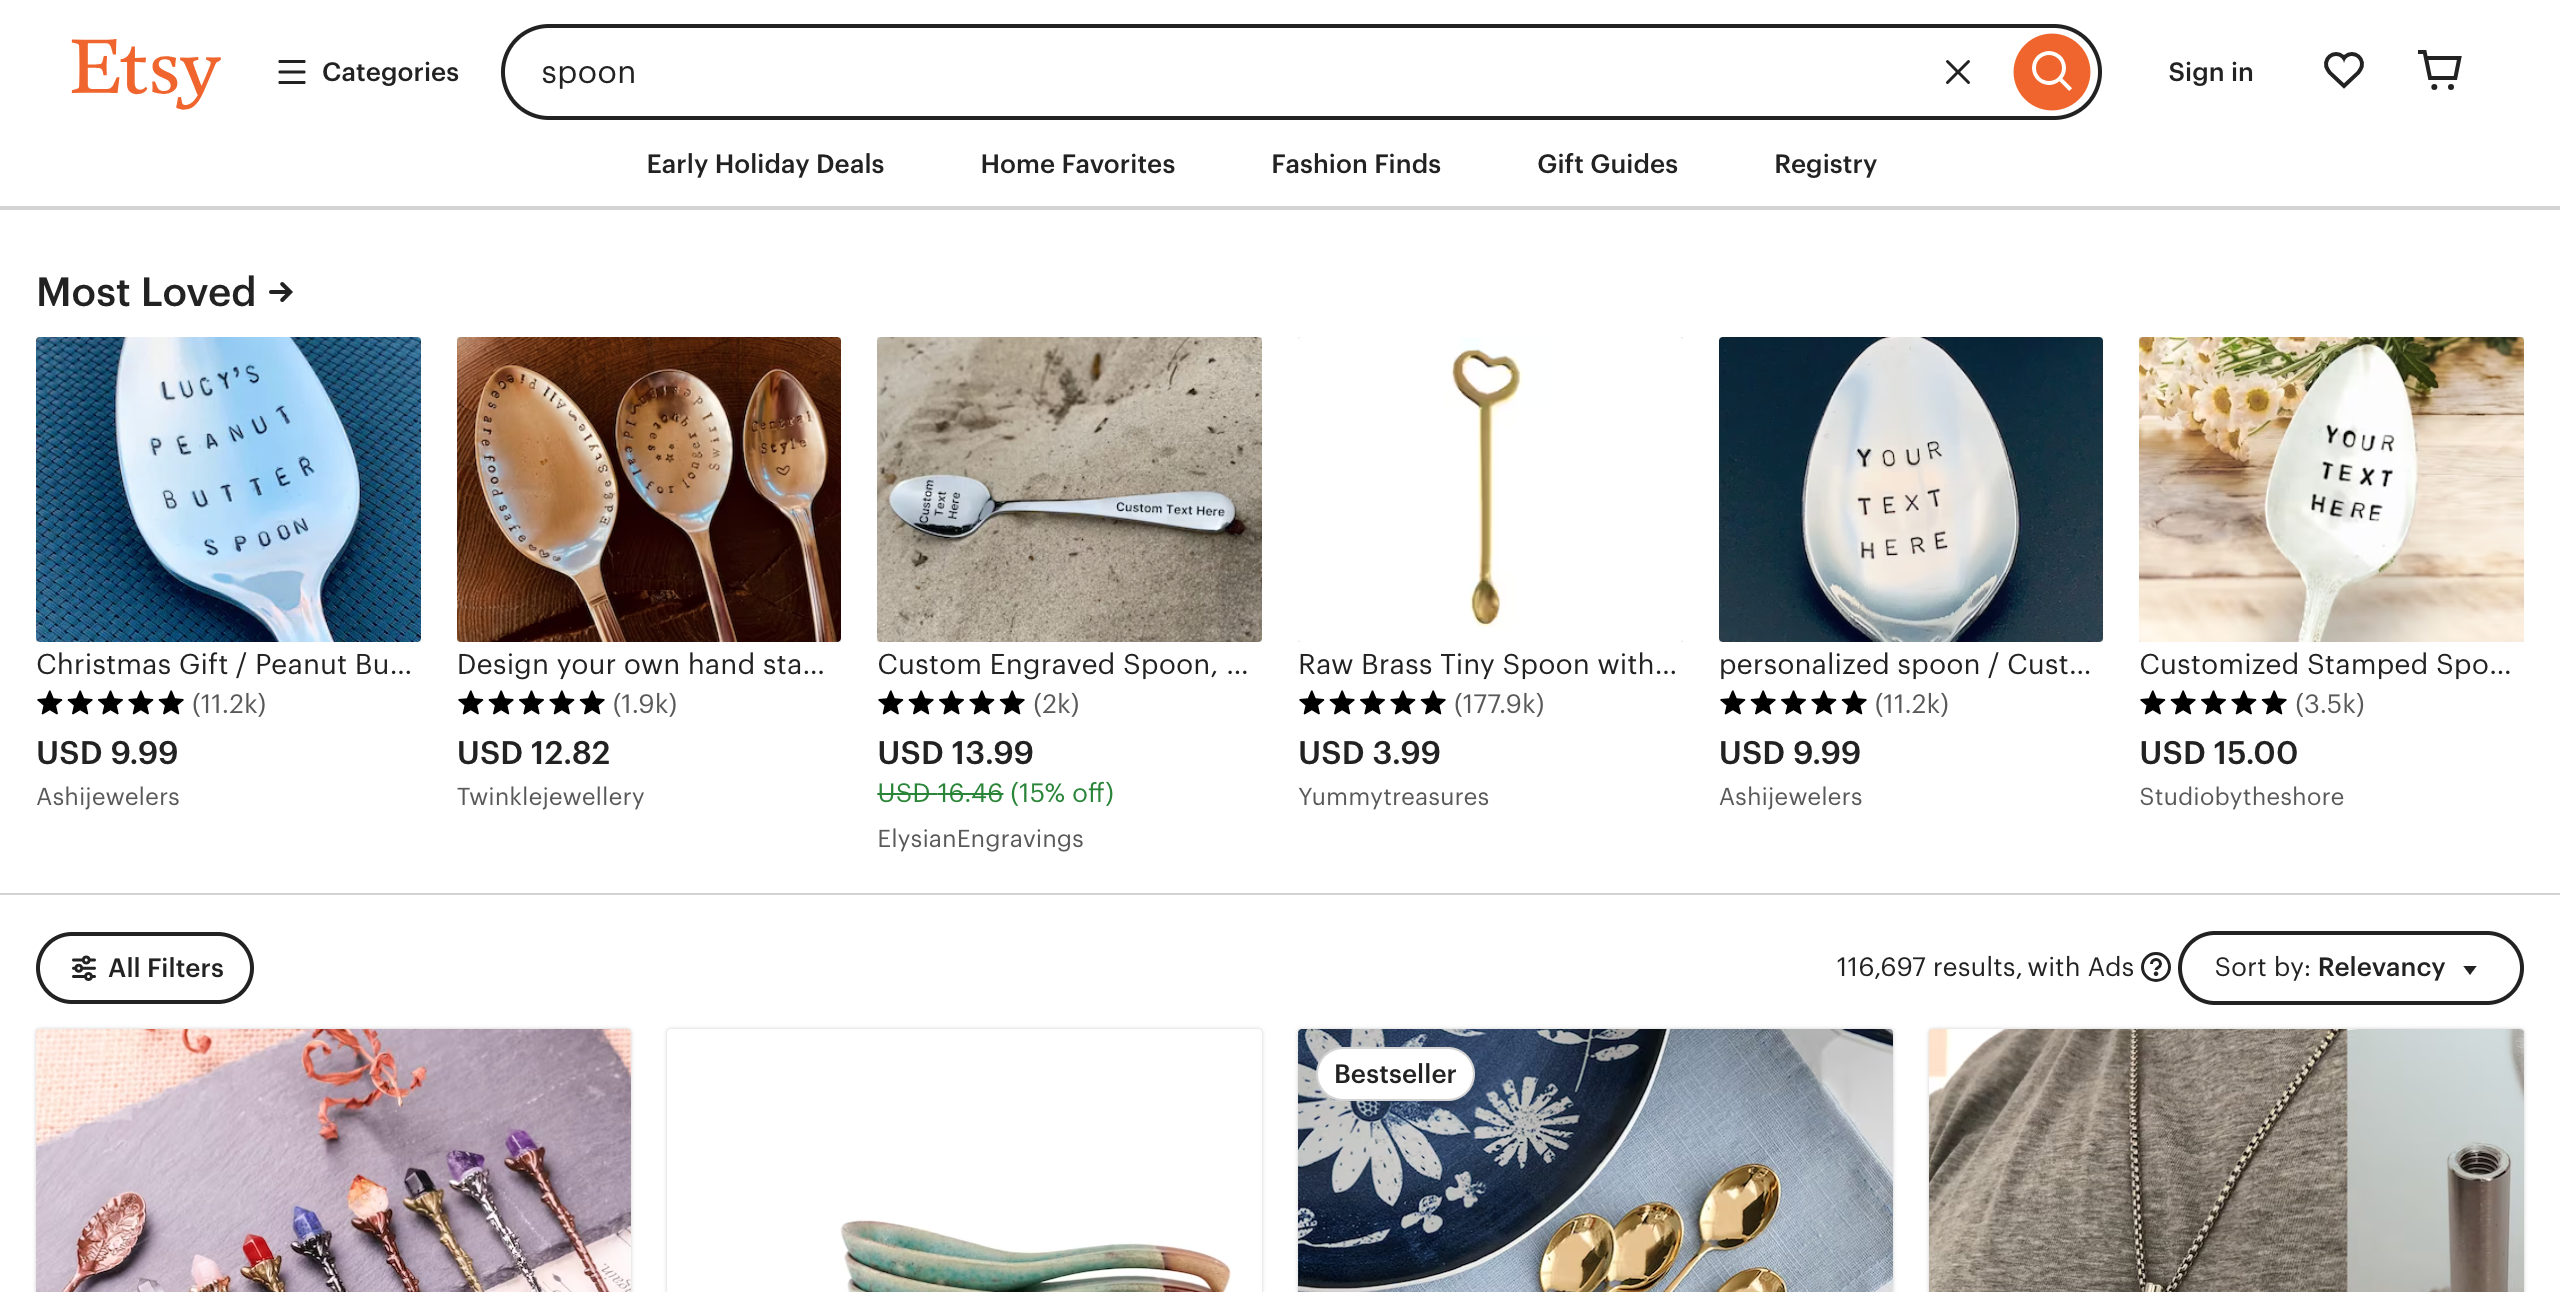 Etsy
Categories
spoon
Sign in
Early Holiday Deals
Home Favorites
Fashion Finds
Gift Guides
Registry
Most Loved →
LUCY'S
PEANUT
BUTTER
SPOON
Central
Style
Custom
Text
Here
Custom Text Here
YOUR
TEXT
HERE
YOUR
TEXT
HERE
Christmas Gift / Peanut Bu...
(11.2k)
USD 9.99
Ashijewelers
Design your own hand sta...
(1.9k)
USD 12.82
Twinklejewellery
Custom Engraved Spoon, ...
(2k)
USD 13.99
USD 16.46 (15% off)
ElysianEngravings
Raw Brass Tiny Spoon with...
(177.9k)
USD 3.99
Yummytreasures
personalized spoon / Cust...
(11.2k)
USD 9.99
Ashijewelers
Customized Stamped Spo...
(3.5k)
USD 15.00
Studiobytheshore
All Filters
116,697 results, with Ads ?
Sort by: Relevancy
Bestseller